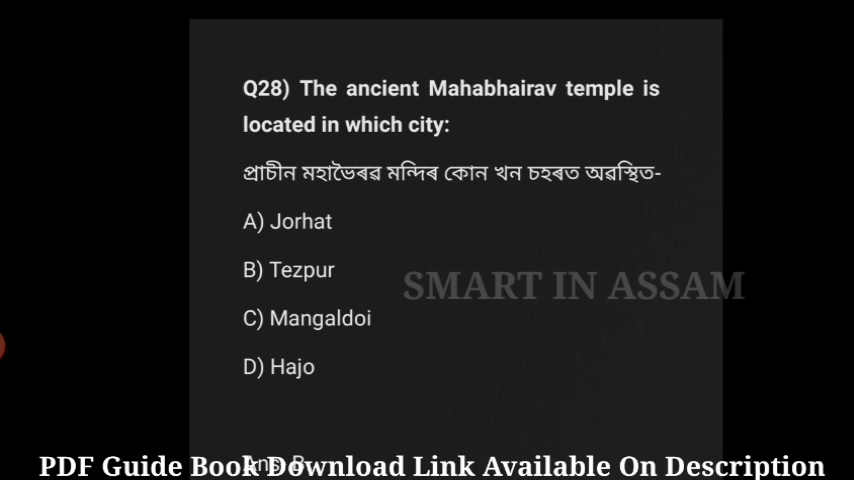 Q28) The ancient Mahabhairav temple is
located in which city:
প্ৰাচীন মহাভৈৰৱ মন্দিৰ কোন খন চহৰত অৱস্থিত-
A) Jorhat
B) Tezpur
SMART IN ASSAM
C) Mangaldoi
D) Hajo
Ans: B
PDF Guide Book Download Link Available On Description